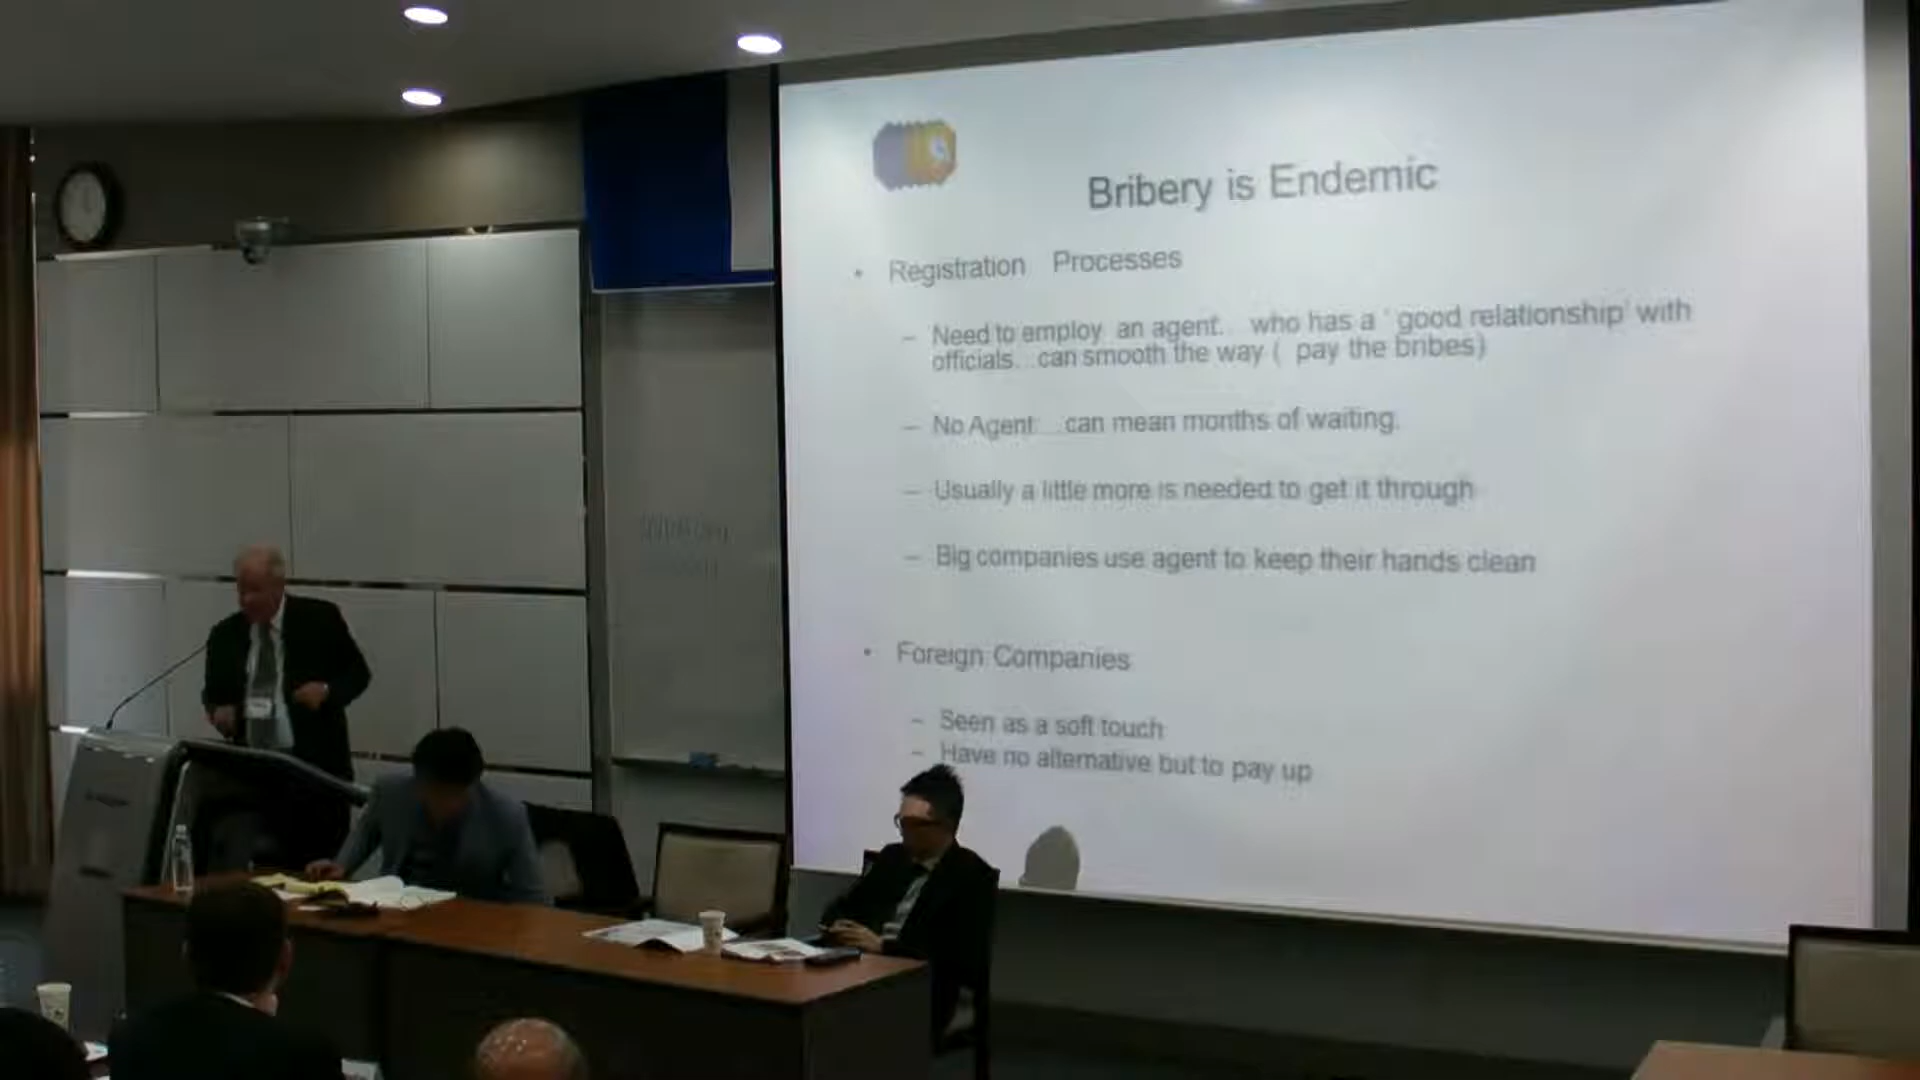 Bribery is Endemic
• Registration Processes
– Need to employ an agent... who has a ' good relationship' with
officials...can smooth the way ( pay the bribes)
– No Agent ...can mean months of waiting.
– Usually a little more is needed to get it through
– Big companies use agent to keep their hands clean
• Foreign Companies
– Seen as a soft touch
– Have no alternative but to pay up